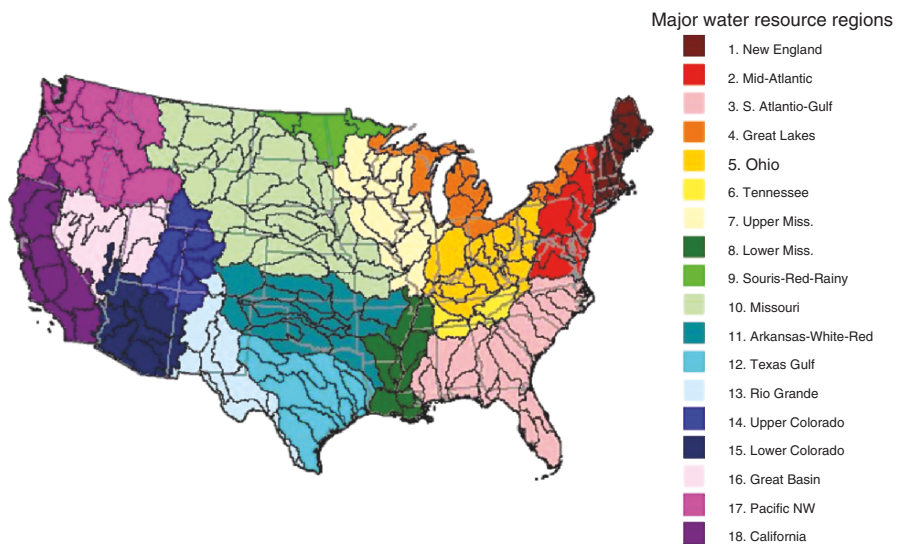 Major water resource regions
1. New England
2. Mid-Atlantic
3. S. Atlantio-Gulf
4. Great Lakes
5. Ohio
6. Tennessee
7. Upper Miss.
8. Lower Miss.
9. Souris-Red-Rainy
10. Missouri
11. Arkansas-White-Red
12. Texas Gulf
13. Rio Grande
14. Upper Colorado
15. Lower Colorado
16. Great Basin
17. Pacific NW
18. California